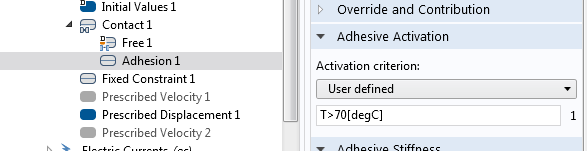 Initial Values 1
Contact 1
Free 1
Adhesion 1
Fixed Constraint 1
Prescribed Velocity 1
Prescribed Displacement 1
Prescribed Velocity 2
Electric Currents (ec)
Override and Contribution
Adhesive Activation
Activation criterion:
User defined
T>70[degC] 1
Adhesive Stiffness